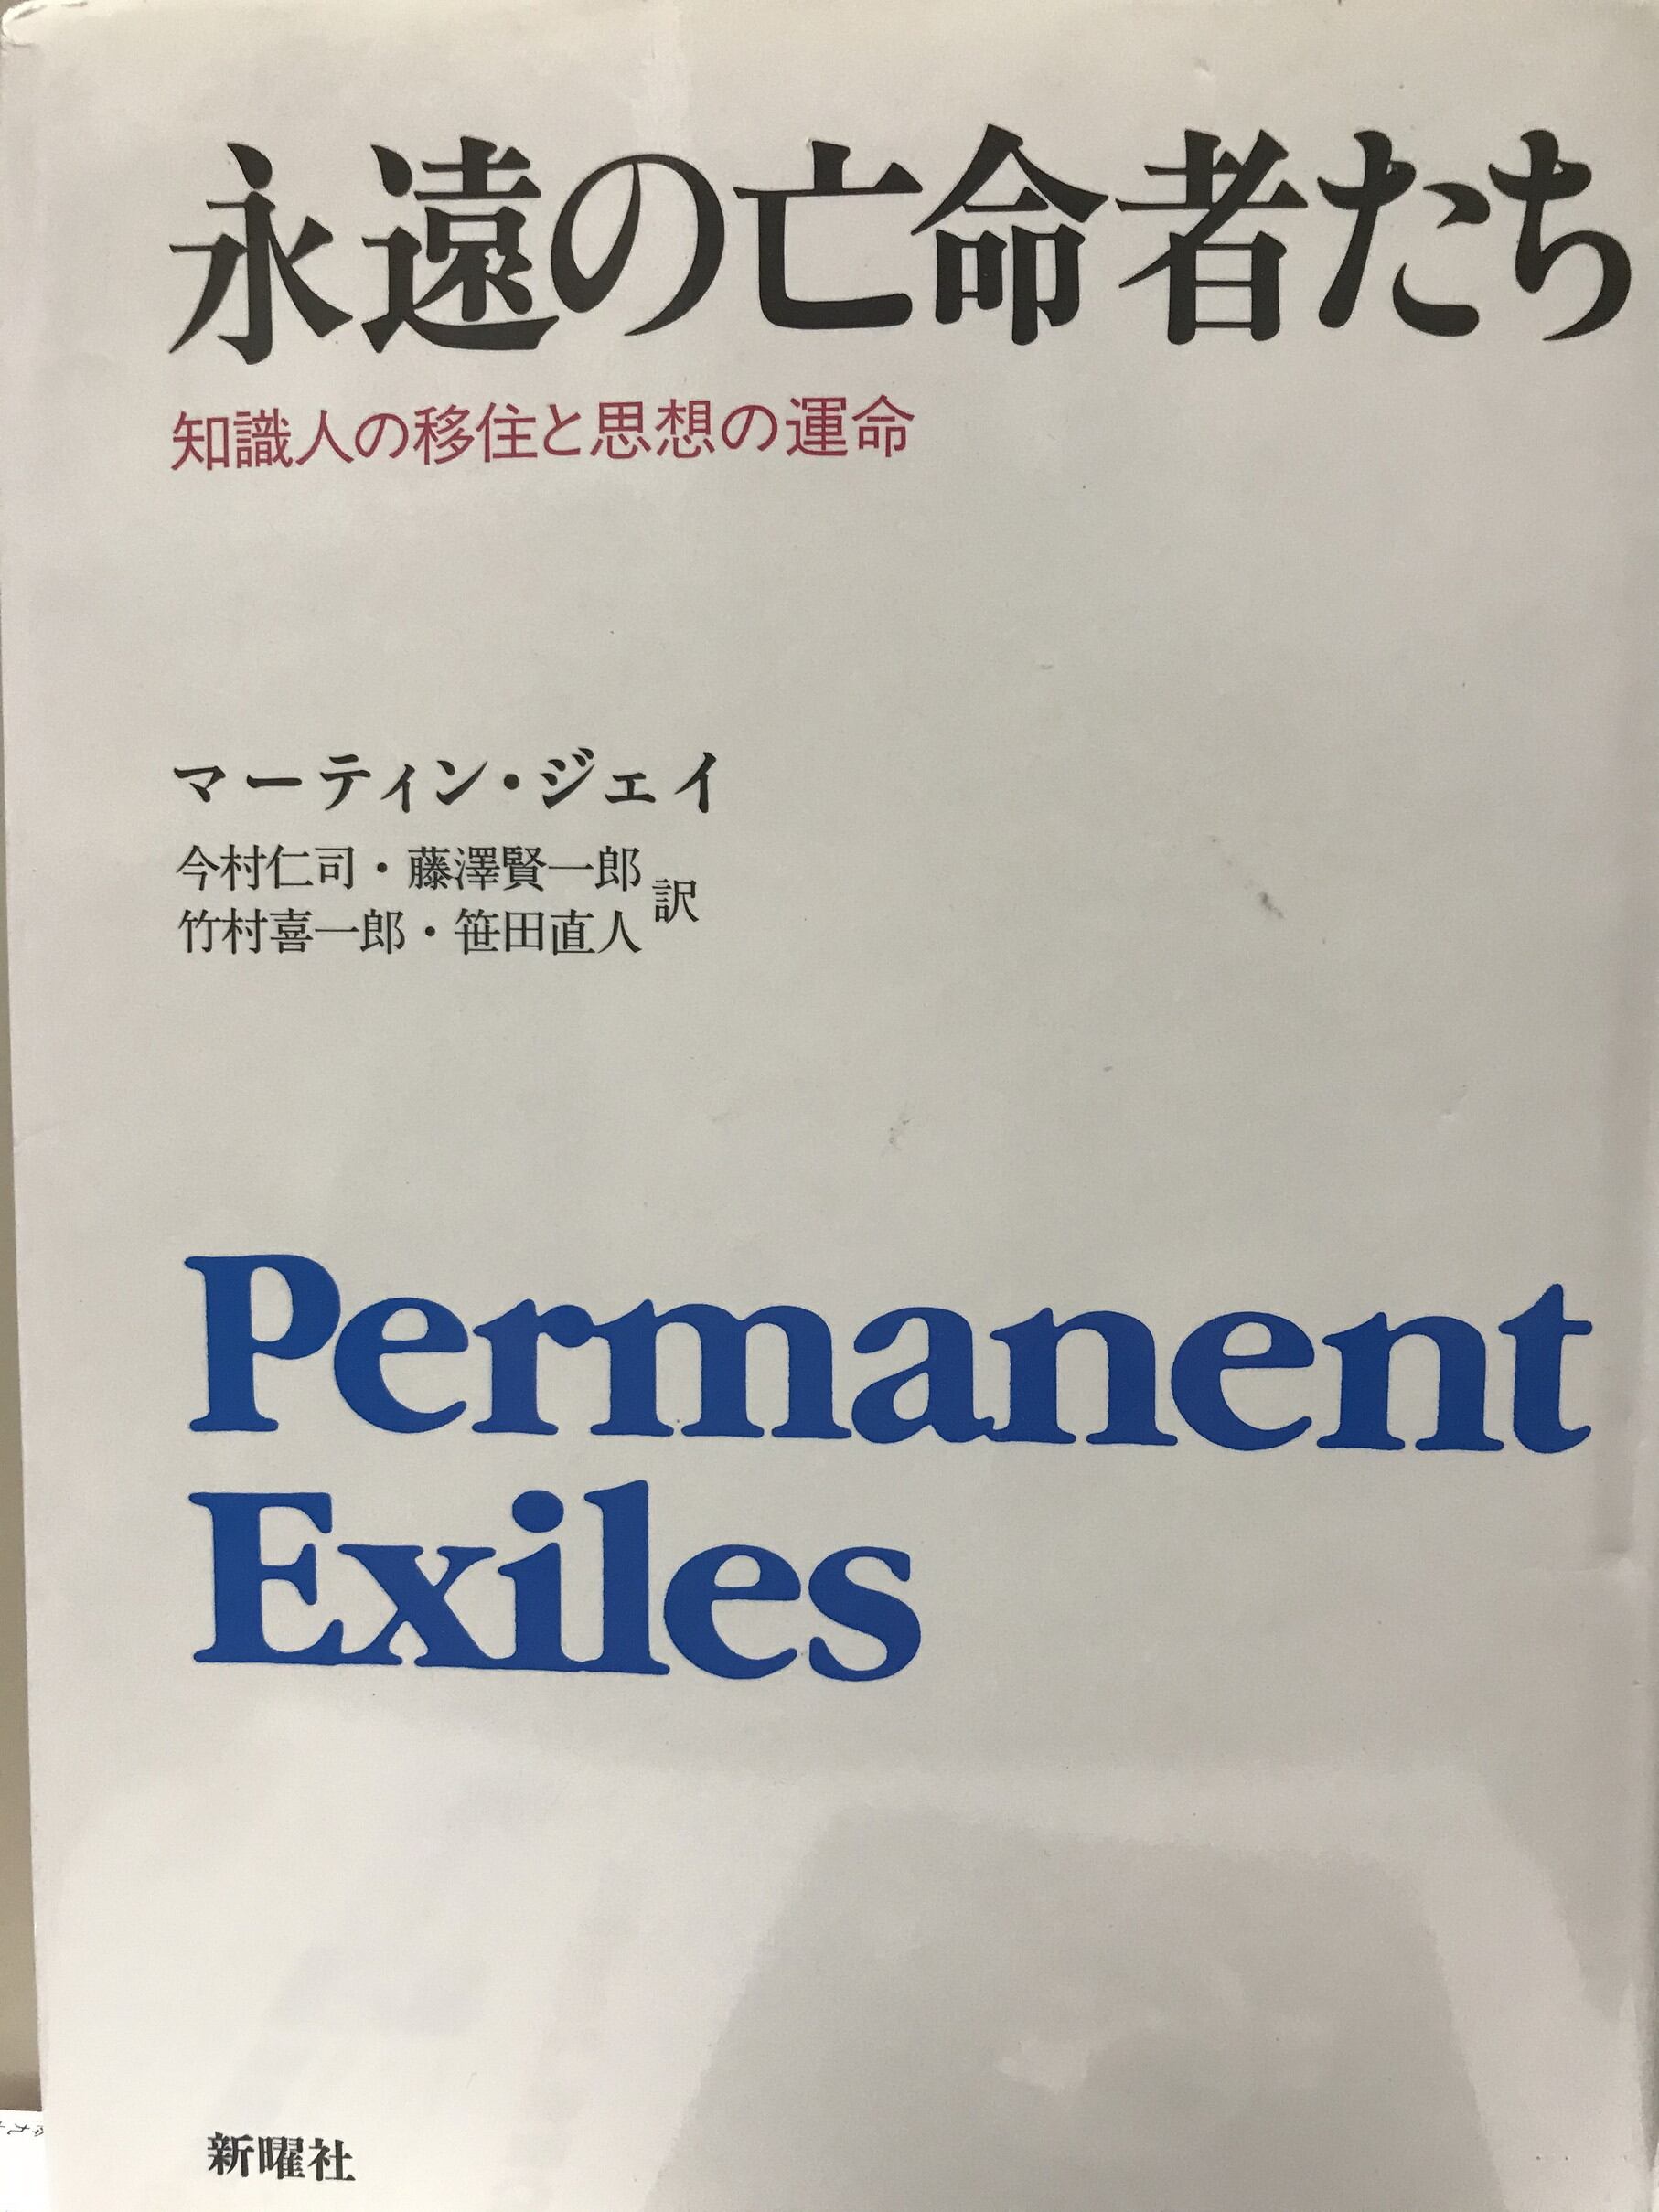 永遠の亡命者たち
知識人の移住と思想の運命
マーティン・ジェイ
今村仁司・藤澤賢一郎
竹村喜一郎・笹田直人
訳
Permanent
Exiles
新曜社